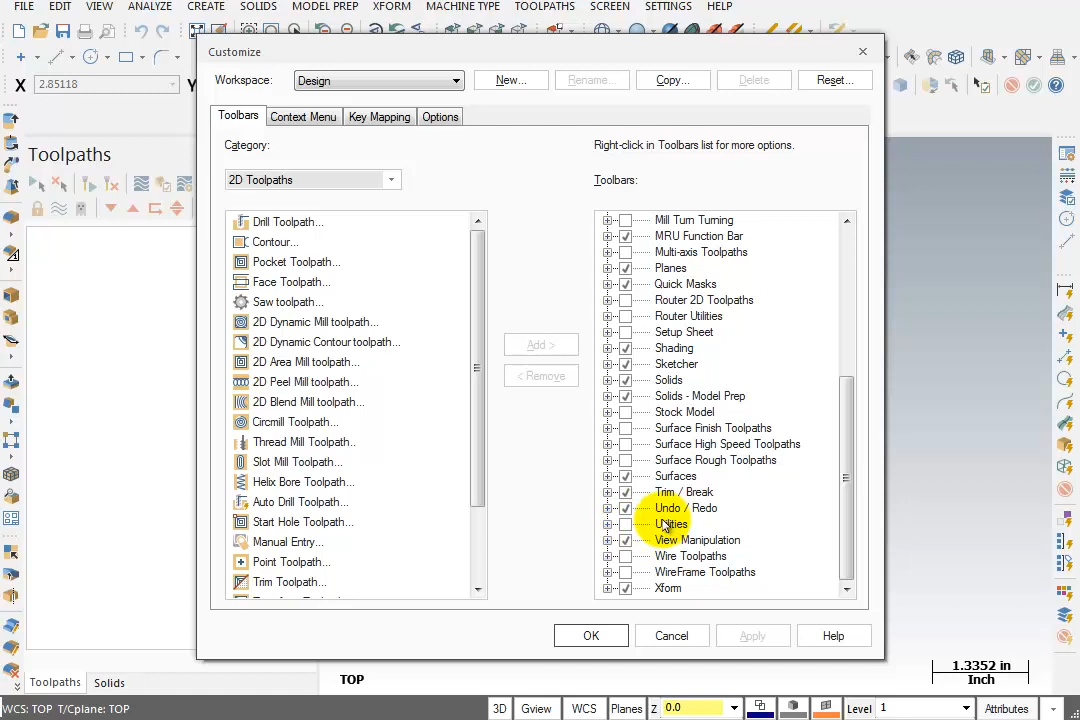 FILE EDIT VIEW ANALYZE CREATE SOLIDS MODEL PREP XFORM MACHINE TYPE TOOLPATHS SCREEN SETTINGS HELP
Customize
Workspace: Design New... Rename... Copy... Delete Reset...
X 2.85118 Y
Toolbars Context Menu Key Mapping Options
Category:
Right-click in Toolbars list for more options.
Toolpaths
2D Toolpaths
Toolbars:
Drill Toolpath...
Contour...
Pocket Toolpath...
Face Toolpath...
Saw toolpath...
2D Dynamic Mill toolpath...
2D Dynamic Contour toolpath...
2D Area Mill toolpath...
2D Peel Mill toolpath...
2D Blend Mill toolpath...
Circmill Toolpath...
Thread Mill Toolpath..
Slot Mill Toolpath...
Helix Bore Toolpath...
Auto Drill Toolpath...
Start Hole Toolpath...
Manual Entry...
Point Toolpath...
Trim Toolpath...
Add >
< Remove
Mill Turn Turning
MRU Function Bar
Multi-axis Toolpaths
Planes
Quick Masks
Router 2D Toolpaths
Router Utilities
Setup Sheet
Shading
Sketcher
Solids
Solids - Model Prep
Stock Model
Surface Finish Toolpaths
Surface High Speed Toolpaths
Surface Rough Toolpaths
Surfaces
Trim / Break
Undo / Redo
Utilities
View Manipulation
Wire Toolpaths
WireFrame Toolpaths
Xform
OK Cancel Apply Help
Toolpaths Solids
TOP
1.3352 in
Inch
WCS: TOP T/Cplane: TOP 3D Gview WCS Planes Z 0.0 Level 1 Attributes